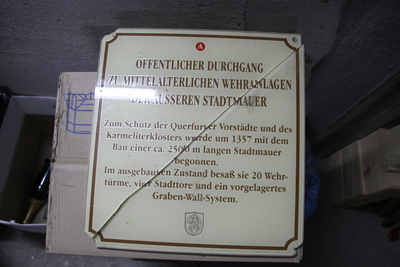 A
ÖFFENTLICHER DURCHGANG
ZU MITTELALTERLICHEN WEHRANLAGEN
DER ÄUSSEREN STADTMAUER
Zum Schutz der Querfurter Vorstädte und des
Karmeliterklosters wurde um 1357 mit dem
Bau einer ca. 2500 m langen Stadtmauer
begonnen.
Im ausgebauten Zustand besaß sie 20 Wehr-
türme, vier Stadttore und ein vorgelagertes
Graben-Wall-System.